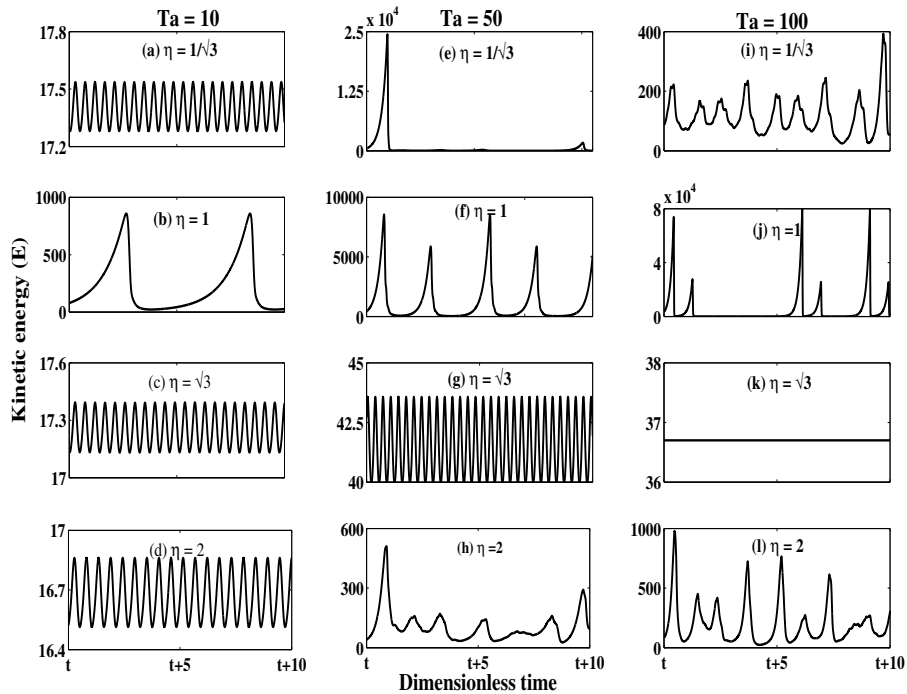 Ta = 10
Ta = 50
Ta = 100
Kinetic energy (E)
17.8
17.5
17.2
(a) η = 1/√3
x 10⁴
2.5
1.25
0
(e) η = 1/√3
400
200
0
(i) η = 1/√3
1000
500
0
(b) η = 1
10000
5000
0
(f) η = 1
x 10⁴
8
4
0
(j) η =1
17.6
17.3
17
(c) η = √3
45
42.5
40
(g) η = √3
38
37
36
(k) η = √3
17
16.7
16.4
(d) η = 2
t
t+5
t+10
600
300
0
(h) η =2
t
t+5
t+10
1000
500
0
(l) η = 2
t
t+5
t+10
Dimensionless time